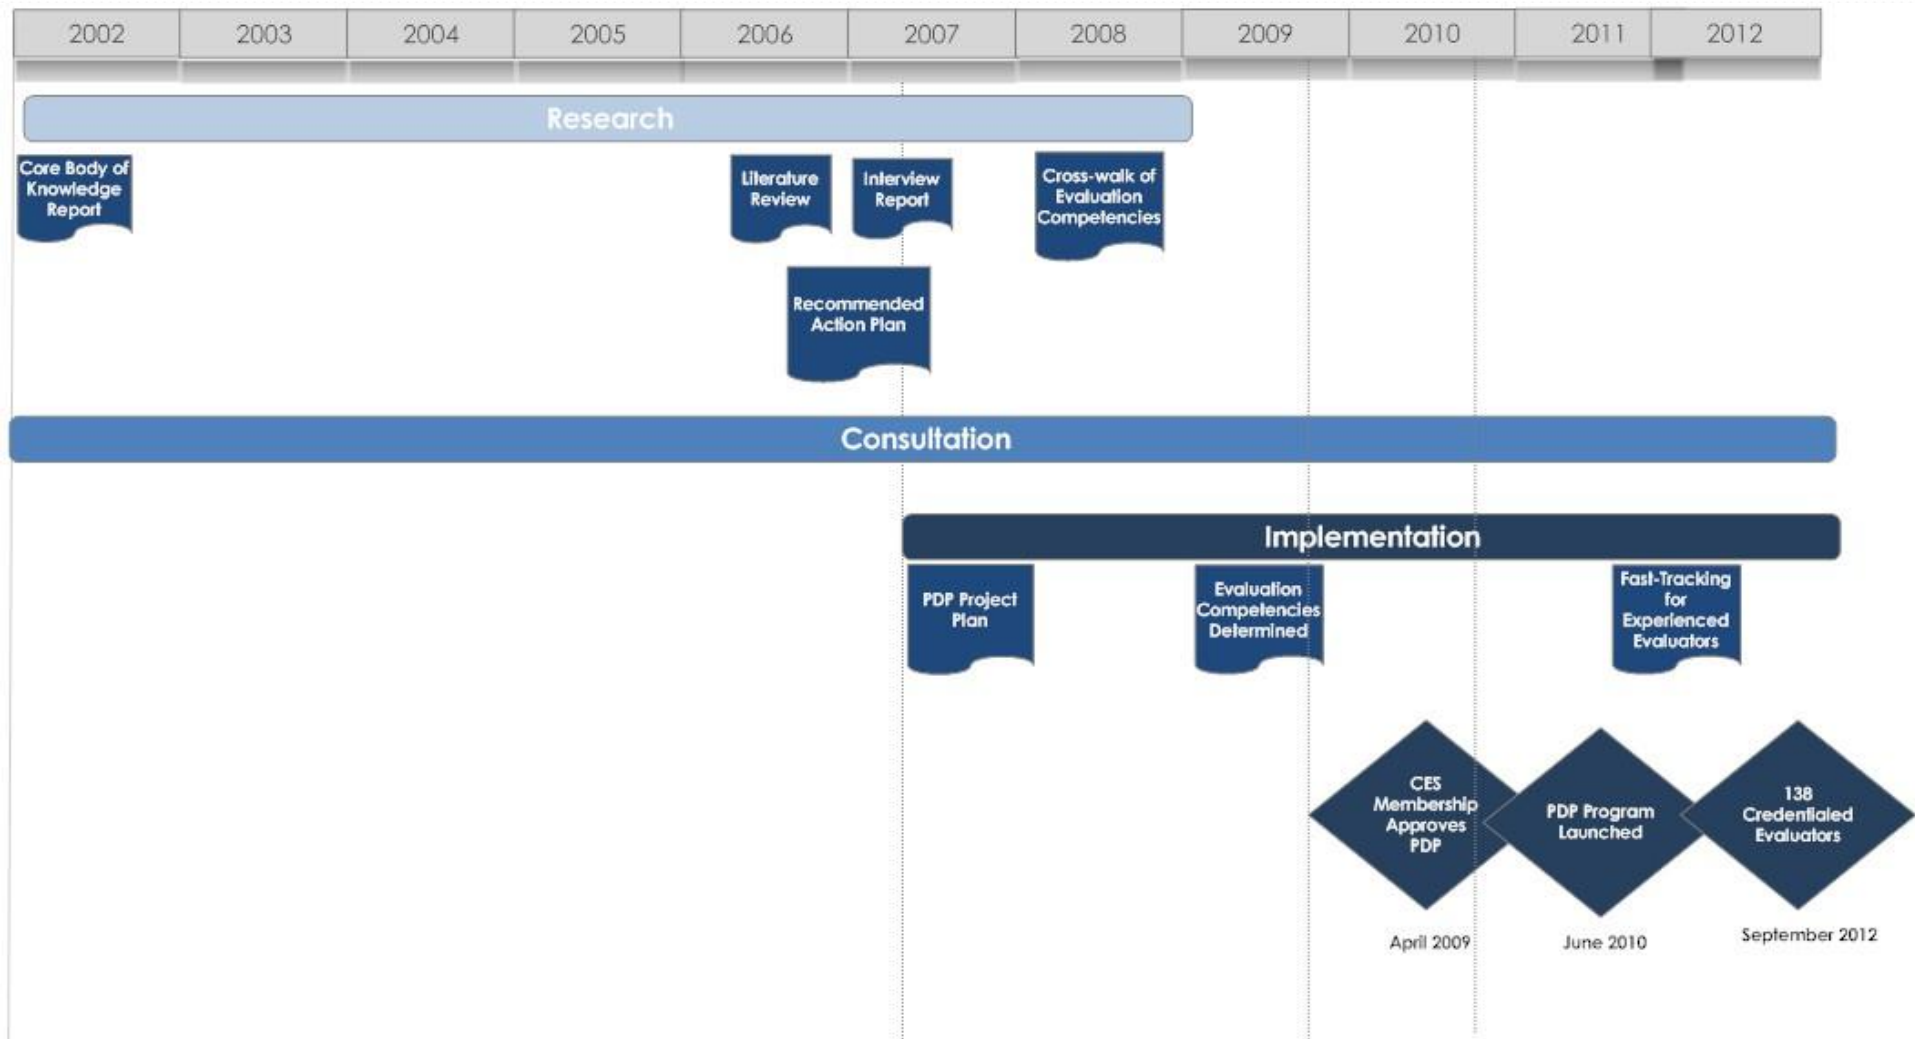 2002 2003 2004 2005 2006 2007 2008 2009 2010 2011 2012
Research
Core Body of
Knowledge
Report
Literature
Review
Interview
Report
Cross-walk of
Evaluation
Competencies
Recommended
Action Plan
Consultation
Implementation
PDP Project
Plan
Evaluation
Competencies
Determined
Fast-Tracking
for
Experienced
Evaluators
CES
Membership
Approves
PDP
April 2009
PDP Program
Launched
June 2010
138
Credentialed
Evaluators
September 2012